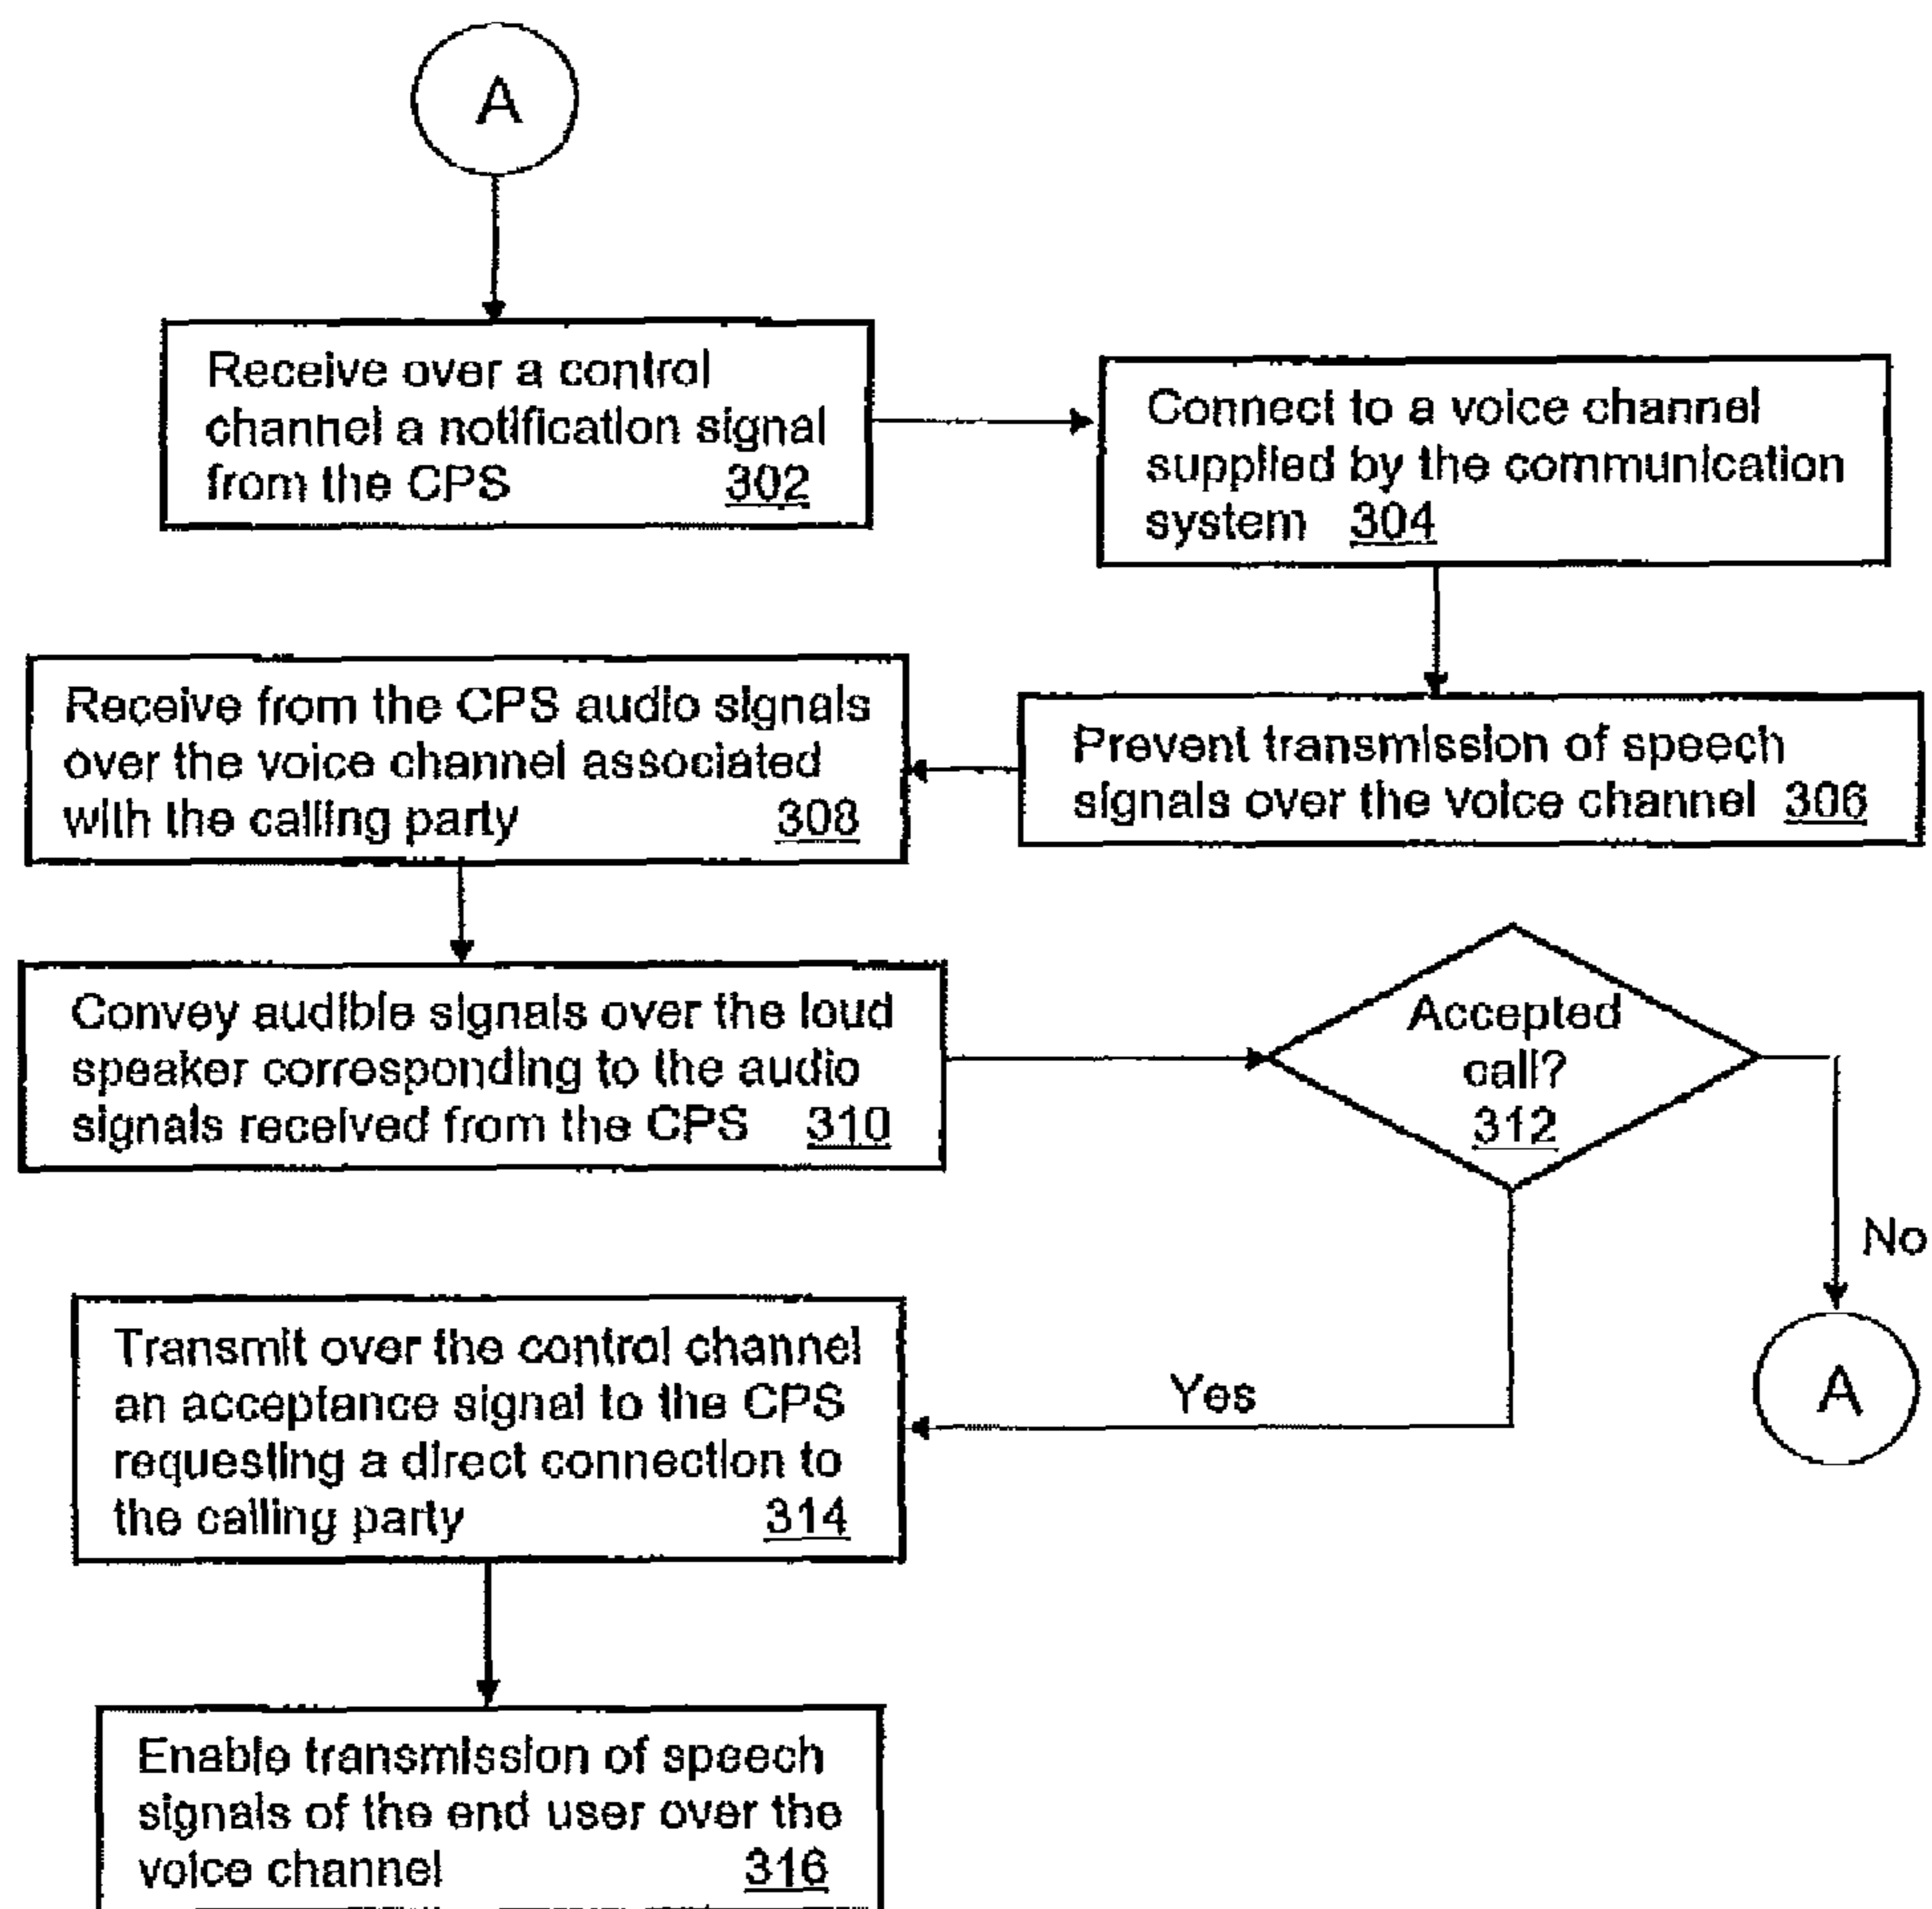 A
Receive over a control
channel a notification signal
from the CPS 302
Connect to a voice channel
supplied by the communication
system 304
Prevent transmission of speech
signals over the voice channel 306
Receive from the CPS audio signals
over the voice channel associated
with the calling party 308
Convey audible signals over the loud
speaker corresponding to the audio
signals received from the CPS 310
Accepted
call?
312
No
A
Yes
Transmit over the control channel
an acceptance signal to the CPS
requesting a direct connection to
the calling party 314
Enable transmission of speech
signals of the end user over the
voice channel 316